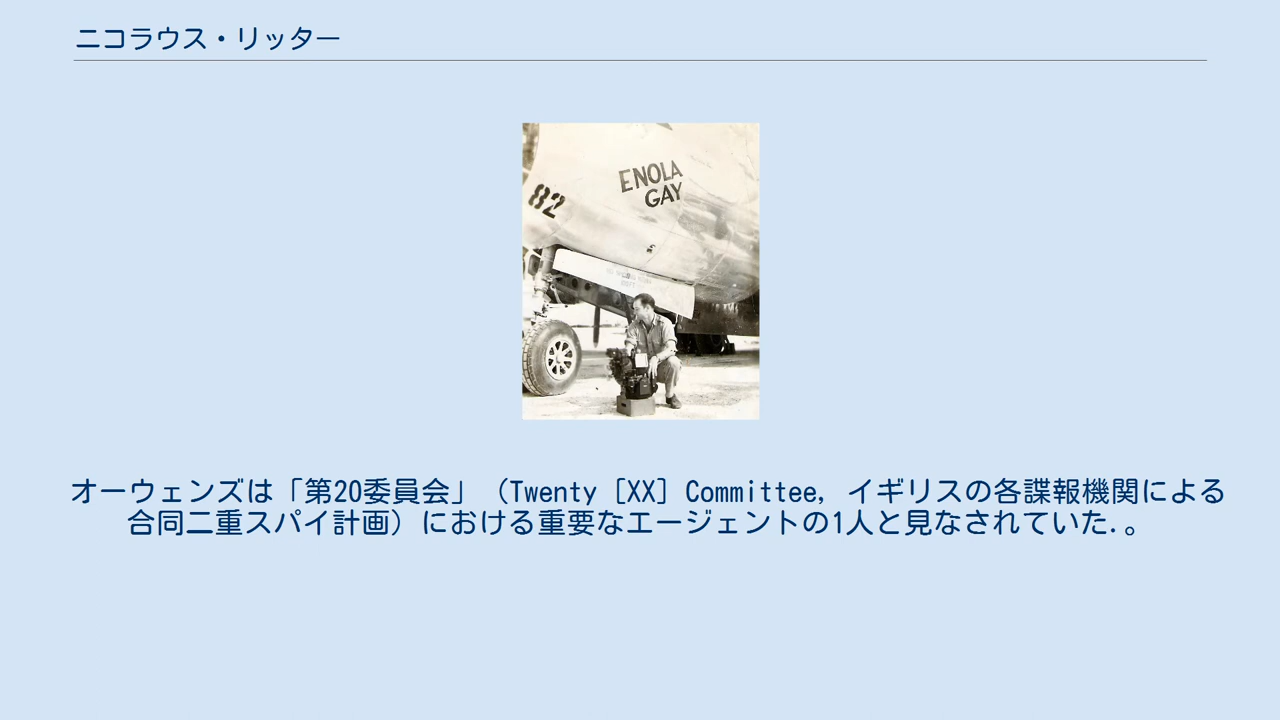 ニコラウス・リッター
ENOLA
GAY
82
オーウェンズは「第20委員会」（Twenty［XX］Committee, イギリスの各諜報機関による
合同二重スパイ計画）における重要なエージェントの1人と見なされていた.。